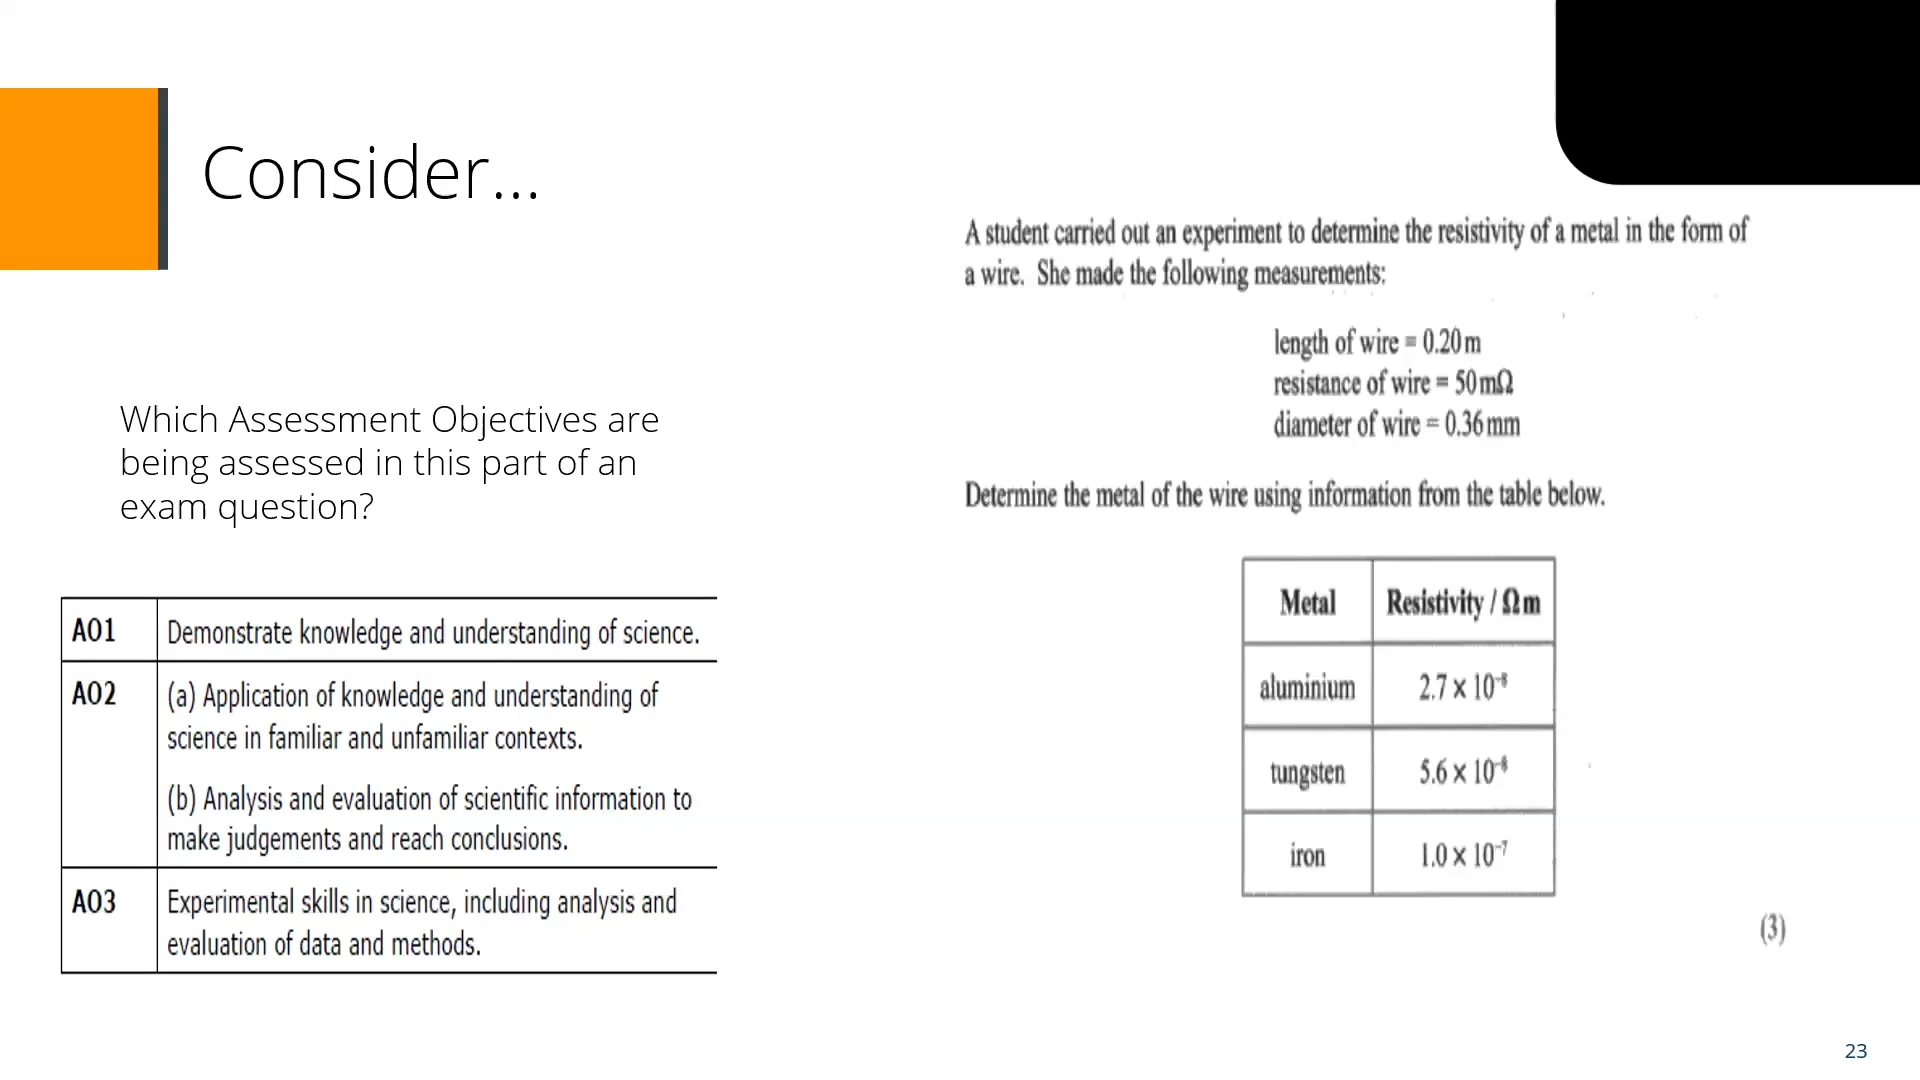 Consider...
Which Assessment Objectives are
being assessed in this part of an
exam question?
AO1 Demonstrate knowledge and understanding of science.
AO2 (a) Application of knowledge and understanding of
science in familiar and unfamiliar contexts.
(b) Analysis and evaluation of scientific information to
make judgements and reach conclusions.
AO3 Experimental skills in science, including analysis and
evaluation of data and methods.
A student carried out an experiment to determine the resistivity of a metal in the form of
a wire. She made the following measurements:
length of wire = 0.20 m
resistance of wire = 50 mΩ
diameter of wire = 0.36 mm
Determine the metal of the wire using information from the table below.
Metal Resistivity / Ω m
aluminium 2.7 × 10⁻⁸
tungsten 5.6 × 10⁻⁸
iron 1.0 × 10⁻⁷
(3)
23